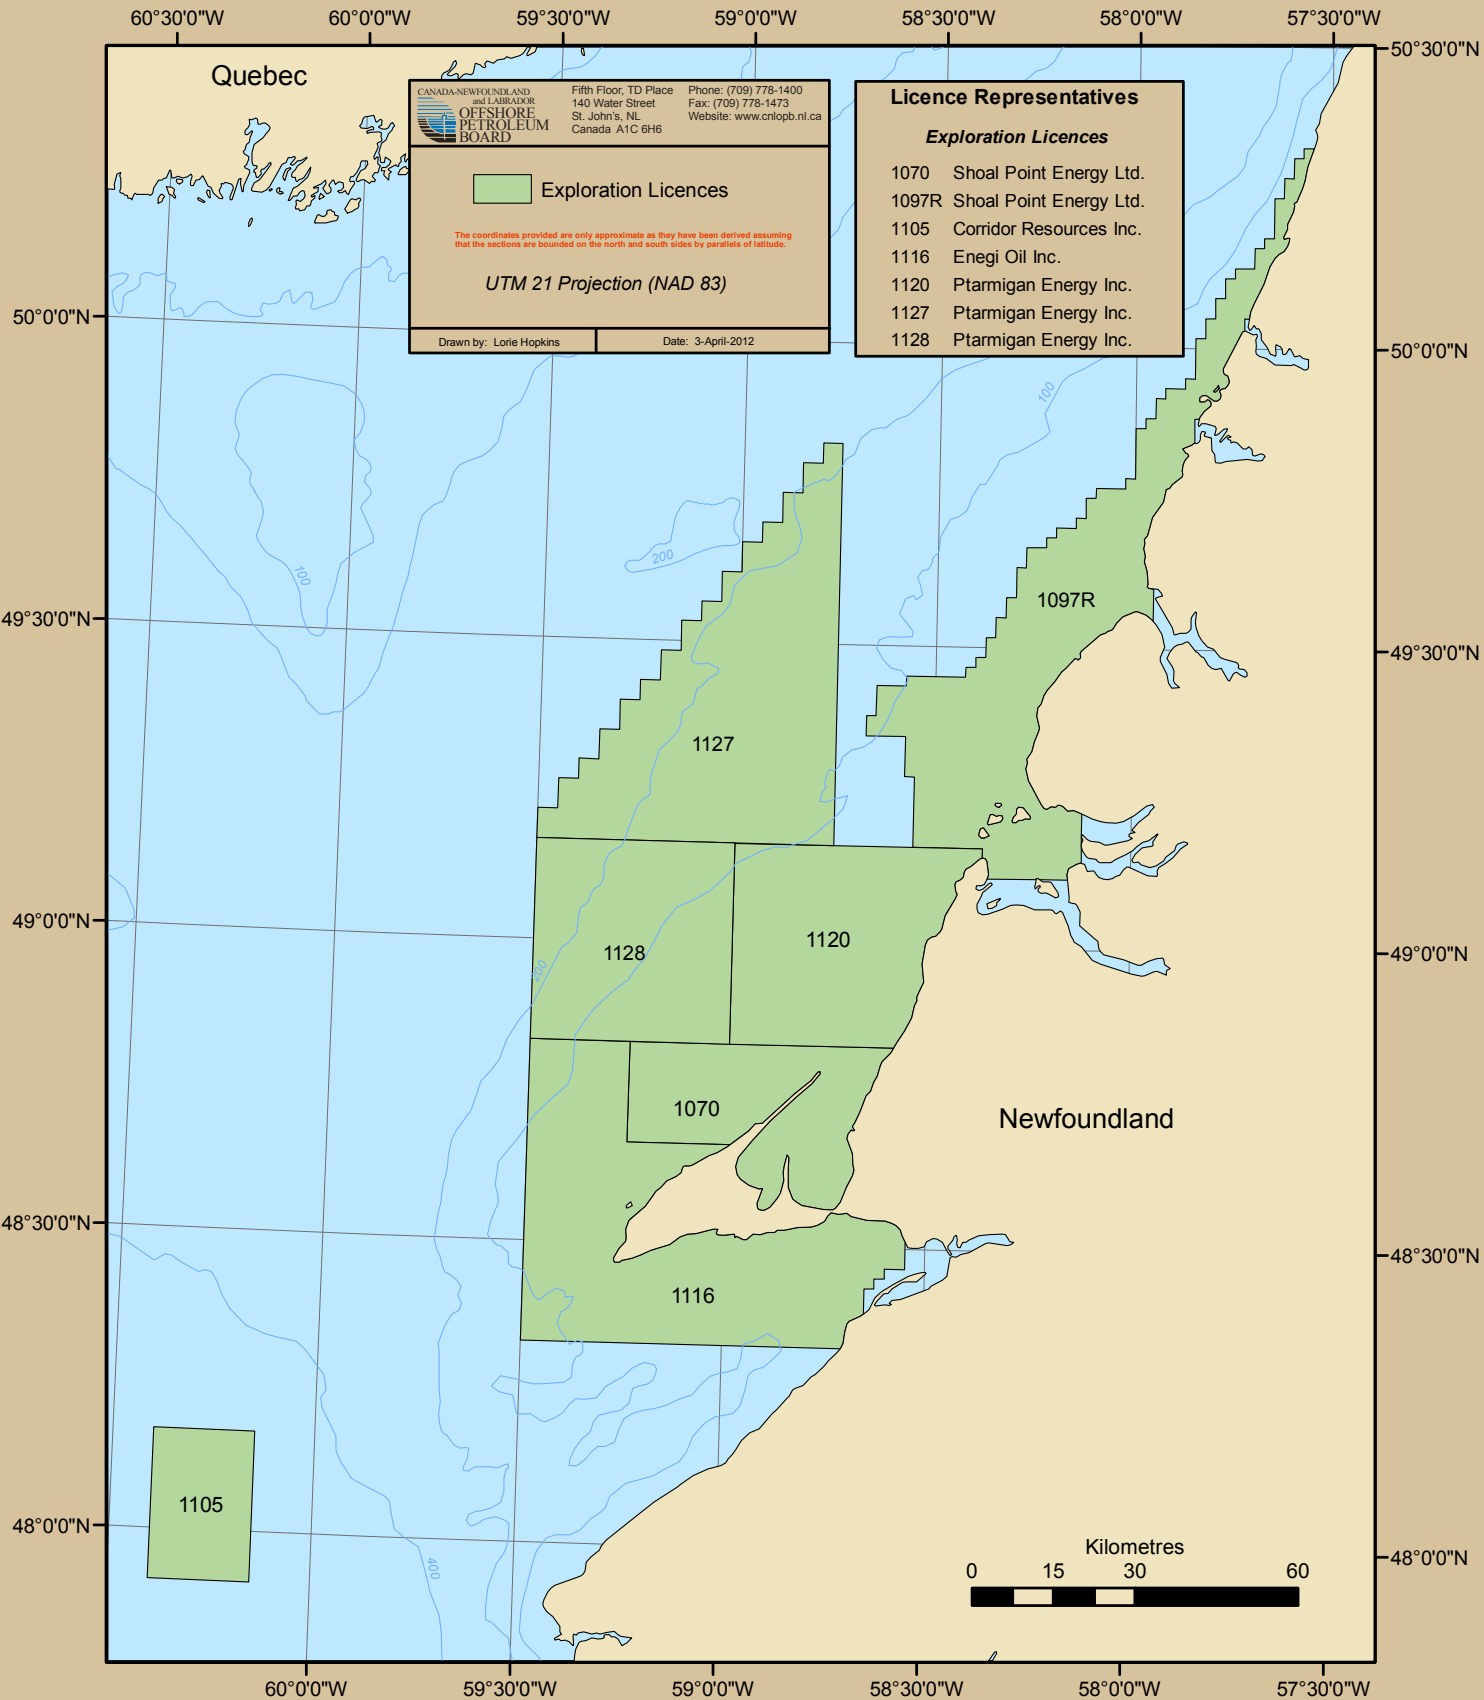 60°30'0"W 60°0'0"W 59°30'0"W 59°0'0"W 58°30'0"W 58°0'0"W 57°30'0"W
50°30'0"N
Quebec
CANADA-NEWFOUNDLAND
and LABRADOR
OFFSHORE
PETROLEUM
BOARD
Fifth Floor, TD Place
140 Water Street
St. John's, NL
Canada A1C 6H6
Phone: (709) 778-1400
Fax: (709) 778-1473
Website: www.cnlopb.nl.ca
Exploration Licences
The coordinates provided are only approximate as they have been derived assuming
that the sections are bounded on the north and south sides by parallels of latitude.
UTM 21 Projection (NAD 83)
Drawn by: Lorie Hopkins
Date: 3-April-2012
Licence Representatives
Exploration Licences
1070 Shoal Point Energy Ltd.
1097R Shoal Point Energy Ltd.
1105 Corridor Resources Inc.
1116 Enegi Oil Inc.
1120 Ptarmigan Energy Inc.
1127 Ptarmigan Energy Inc.
1128 Ptarmigan Energy Inc.
50°0'0"N
50°0'0"N
100
200
100
1097R
49°30'0"N
49°30'0"N
1127
49°0'0"N
1128
1120
200
49°0'0"N
1070
Newfoundland
48°30'0"N
48°30'0"N
1116
1105
48°0'0"N
400
48°0'0"N
Kilometres
0 15 30 60
60°0'0"W 59°30'0"W 59°0'0"W 58°30'0"W 58°0'0"W 57°30'0"W